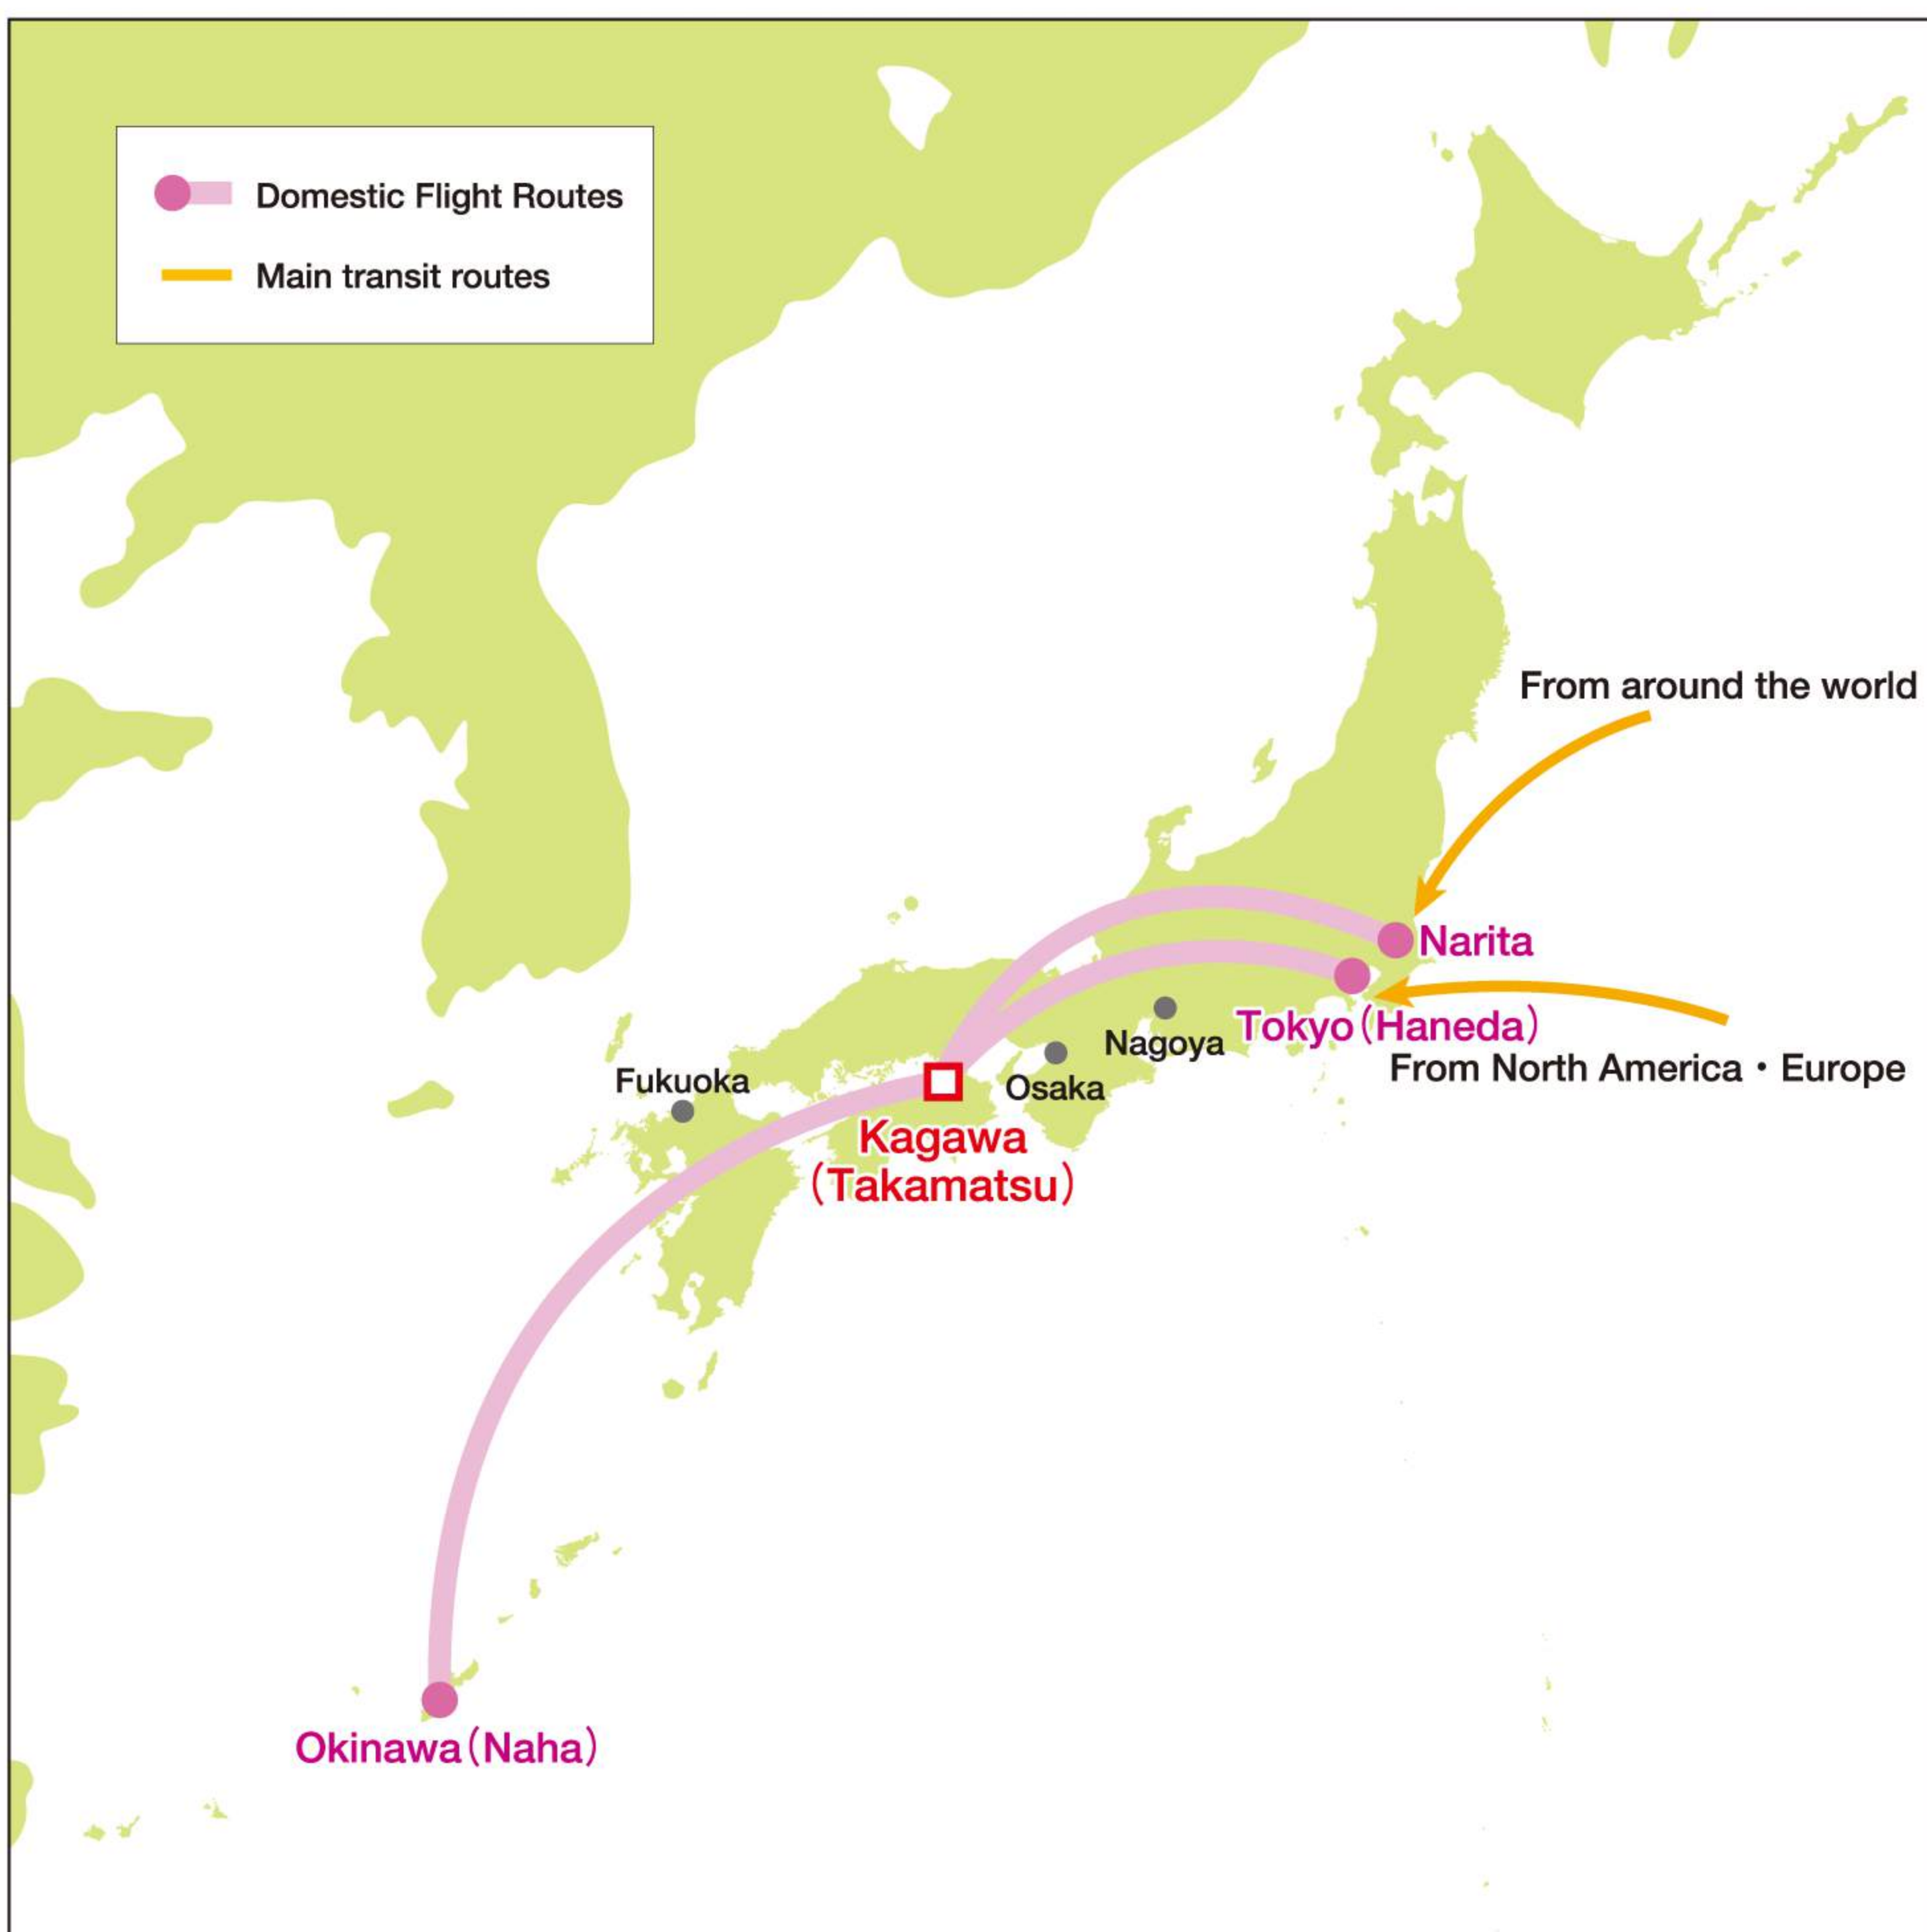 Domestic Flight Routes
Main transit routes
From around the world
Narita
Tokyo（Haneda）
From North America・Europe
Nagoya
Osaka
Fukuoka
Kagawa
（Takamatsu）
Okinawa（Naha）